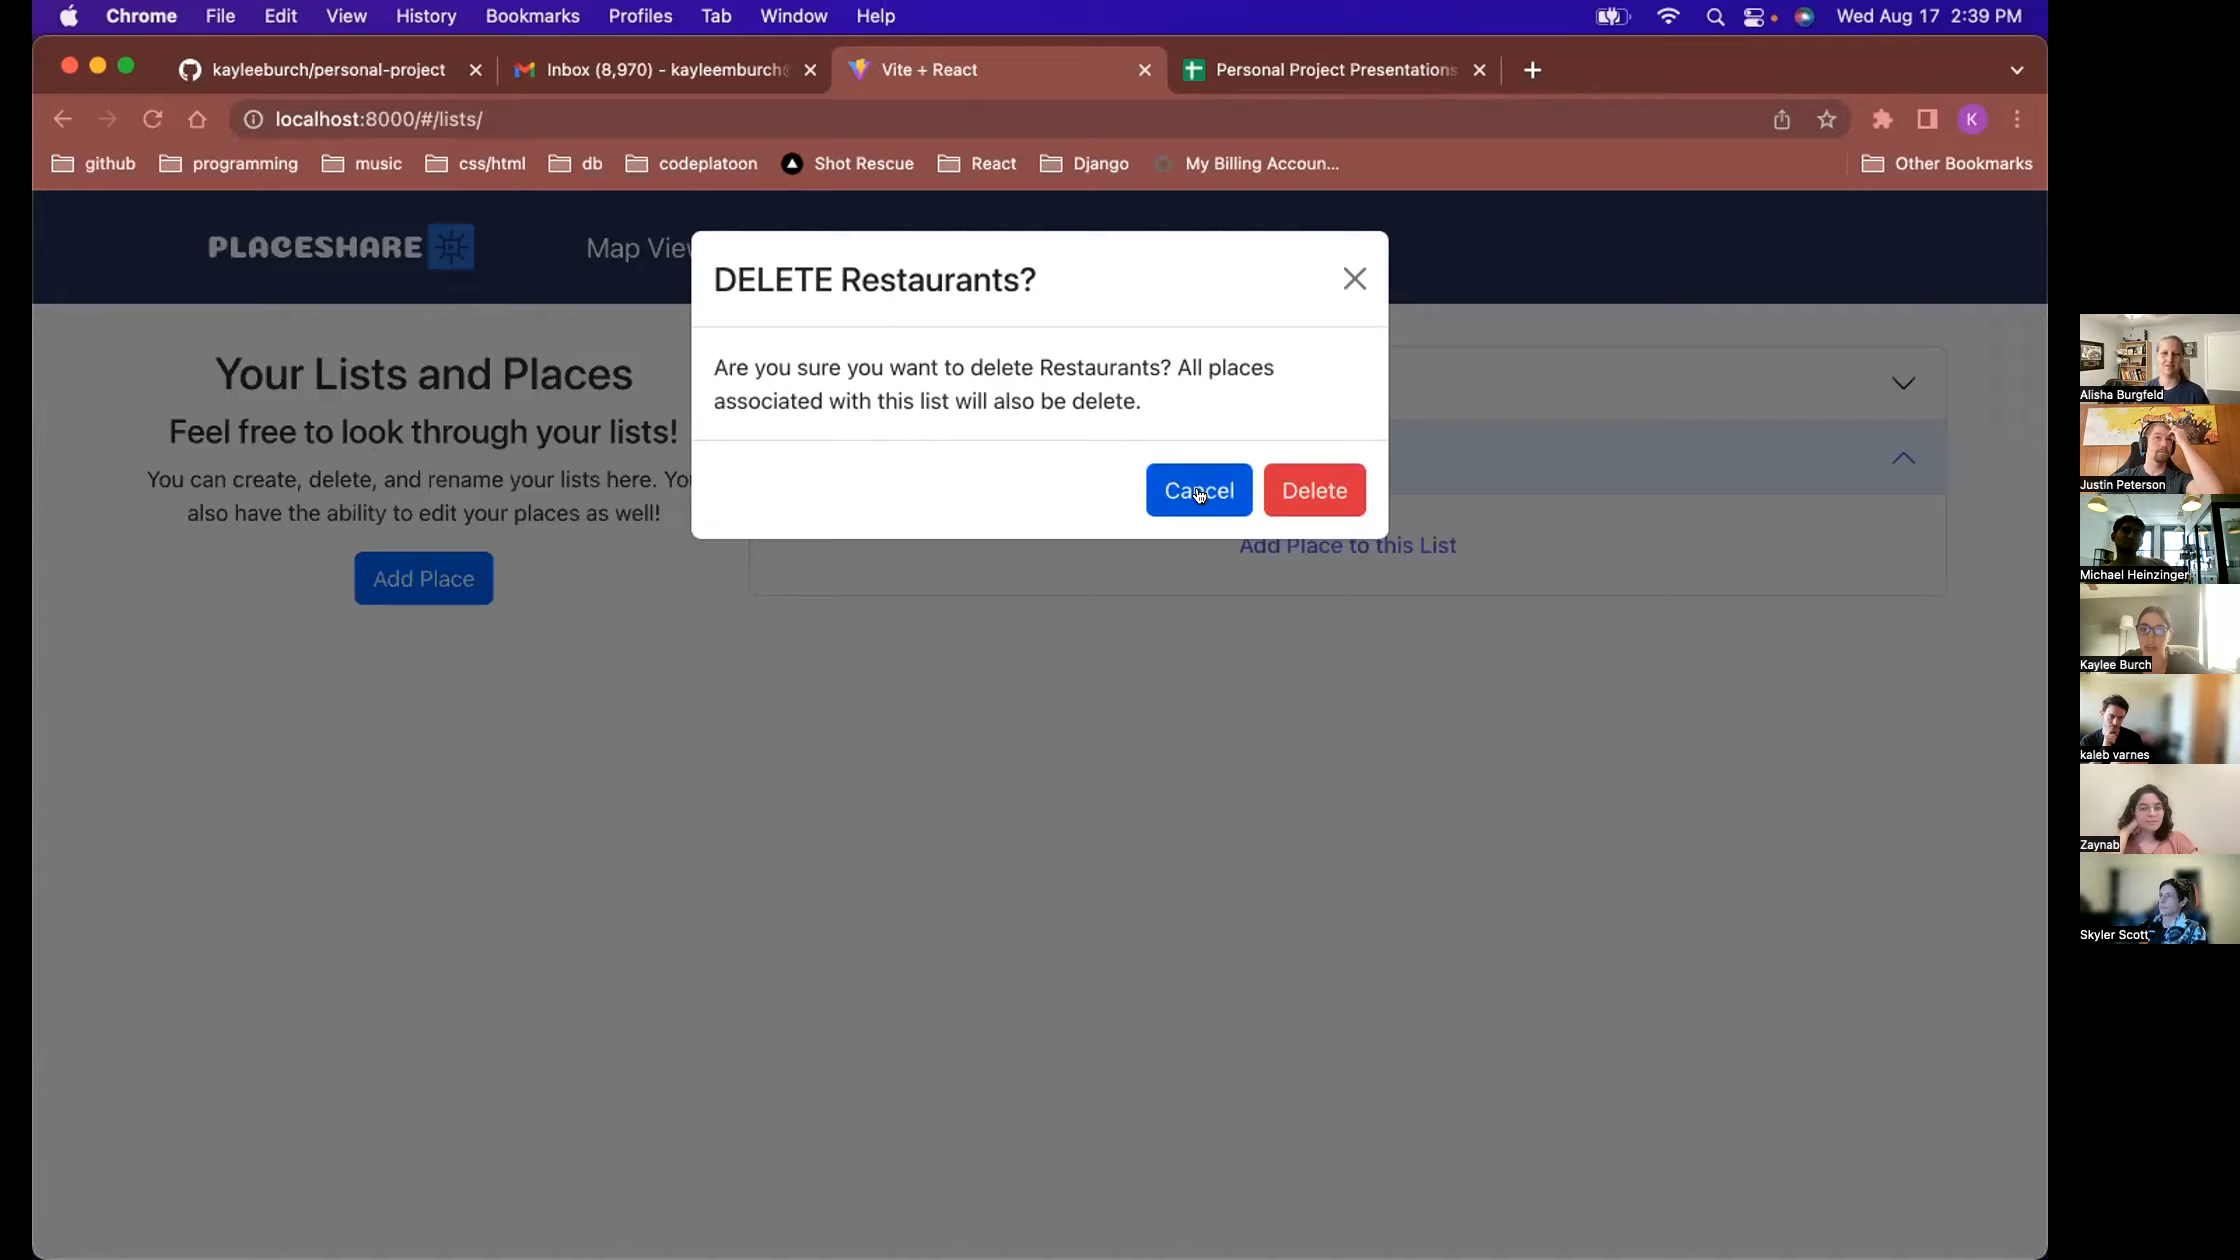 Chrome File Edit View History Bookmarks Profiles Tab Window Help Wed Aug 17 2:39 PM
kayleeburch/personal-project Inbox (8,970) - kayleemburch@ Vite + React Personal Project Presentations
localhost:8000/#/lists/ K
github programming music css/html db codeplatoon Shot Rescue React Django My Billing Accoun... Other Bookmarks
PLACESHARE Map View
DELETE Restaurants?
Are you sure you want to delete Restaurants? All places
associated with this list will also be delete.
Cancel Delete
Your Lists and Places
Feel free to look through your lists!
You can create, delete, and rename your lists here. You
also have the ability to edit your places as well!
Add Place
Add Place to this List
Alisha Burgfeld
Justin Peterson
Michael Heinzinger
Kaylee Burch
kaleb varnes
Zaynab
Skyler Scott